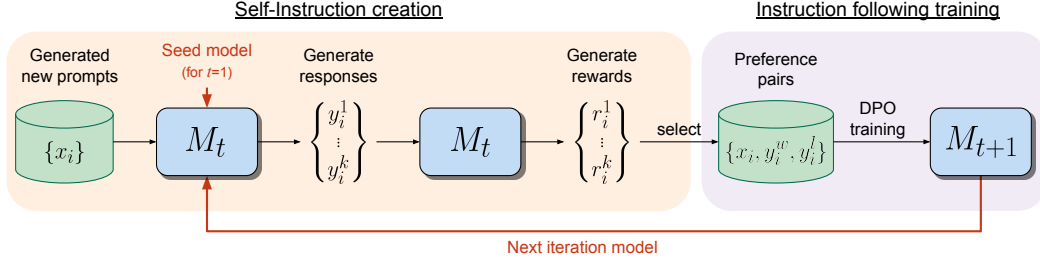 Self-Instruction creation
Instruction following training
Generated
new prompts
Seed model
(for t=1)
Generate
responses
Generate
rewards
Preference
pairs
{x_i}
M_t
y_i^1
⋮
y_i^k
M_t
r_i^1
⋮
r_i^k
select
{x_i, y_i^w, y_i^l}
DPO
training
M_{t+1}
Next iteration model